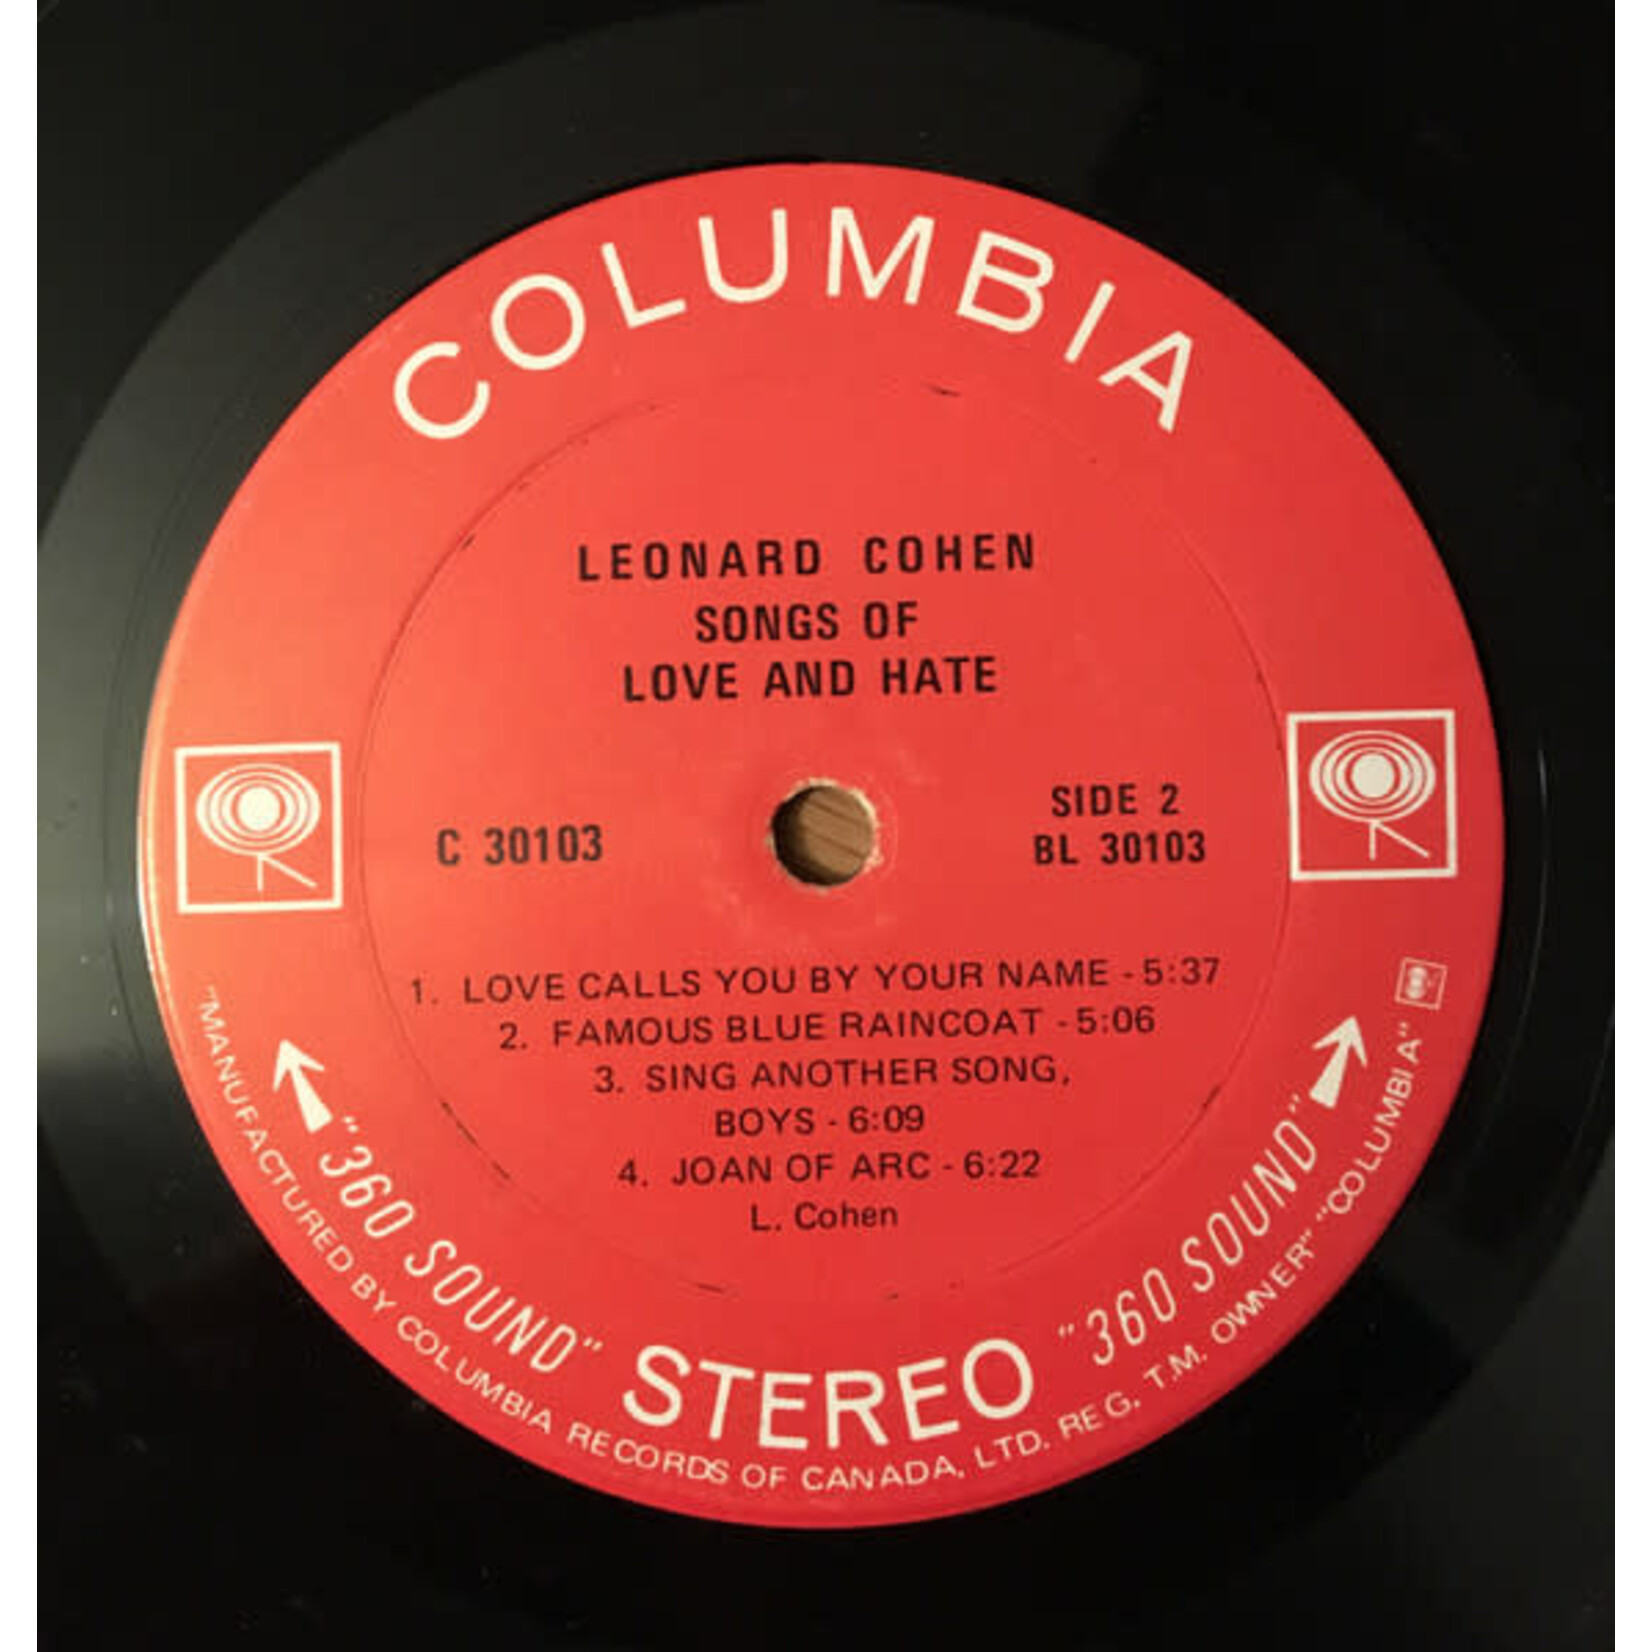 COLUMBIA
LEONARD COHEN
SONGS OF
LOVE AND HATE
C 30103
SIDE 2
BL 30103
1. LOVE CALLS YOU BY YOUR NAME - 5:37
2. FAMOUS BLUE RAINCOAT - 5:06
3. SING ANOTHER SONG,
BOYS - 6:09
4. JOAN OF ARC - 6:22
L. Cohen
"360 SOUND" STEREO "360 SOUND"
"MANUFACTURED BY COLUMBIA RECORDS OF CANADA, LTD. REG. T.M. OWNER" "COLUMBIA"